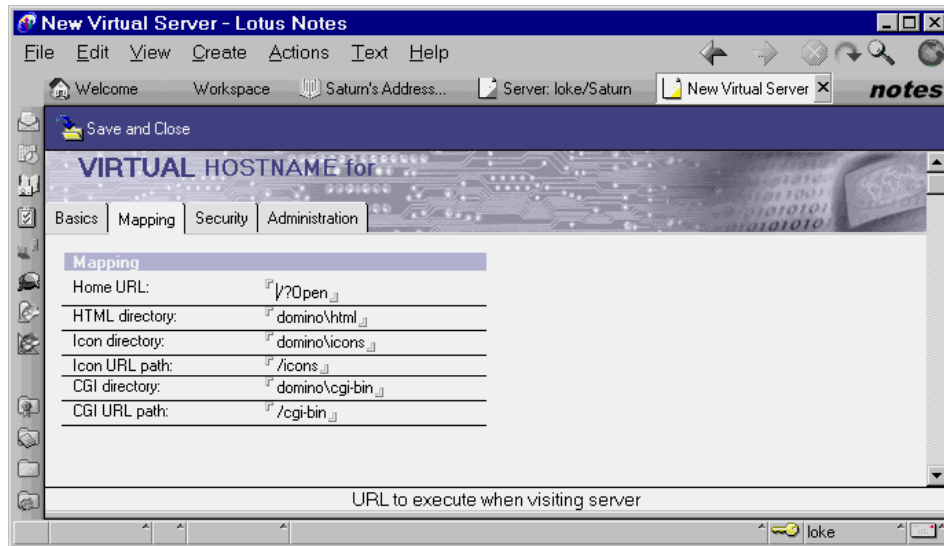 New Virtual Server - Lotus Notes
File Edit View Create Actions Text Help
Welcome Workspace Saturn's Address... Server: loke/Saturn New Virtual Server notes
Save and Close
VIRTUAL HOSTNAME for
Basics Mapping Security Administration
Mapping
Home URL: /?Open
HTML directory: domino\html
Icon directory: domino\icons
Icon URL path: /icons
CGI directory: domino\cgi-bin
CGI URL path: /cgi-bin
URL to execute when visiting server
loke